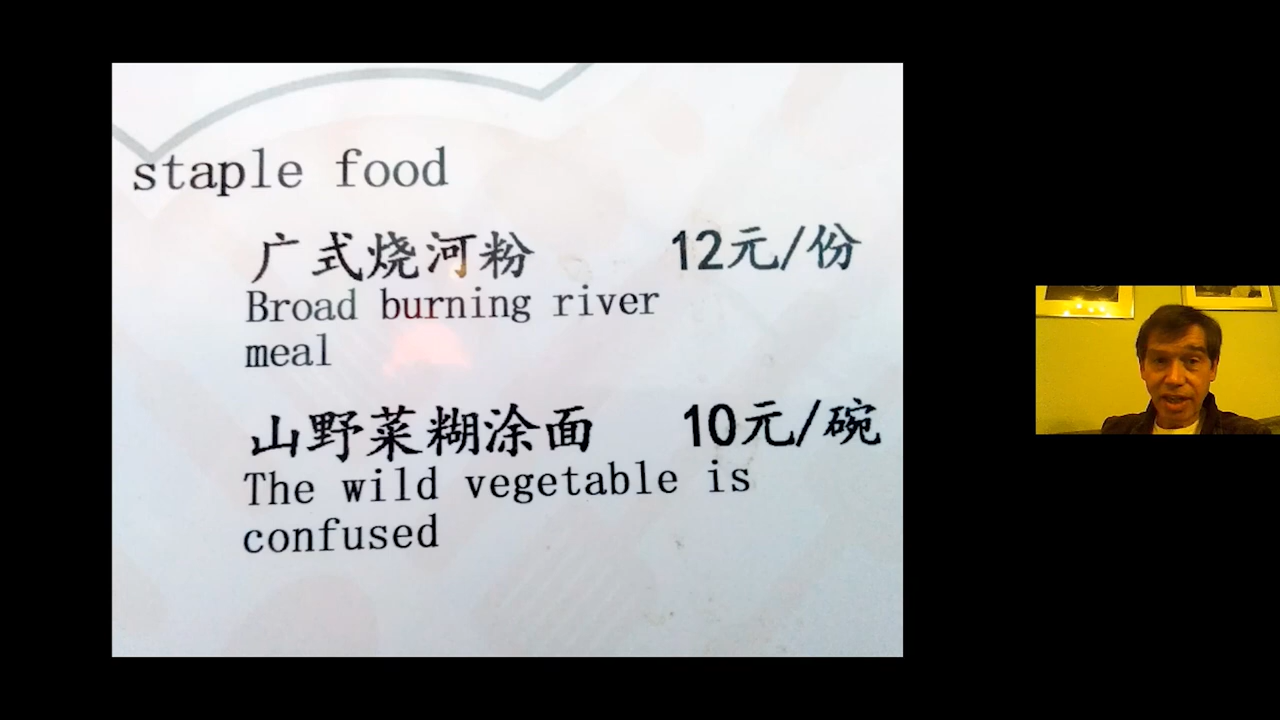 staple food
广式烧河粉 12元/份
Broad burning river
meal
山野菜糊涂面 10元/碗
The wild vegetable is
confused